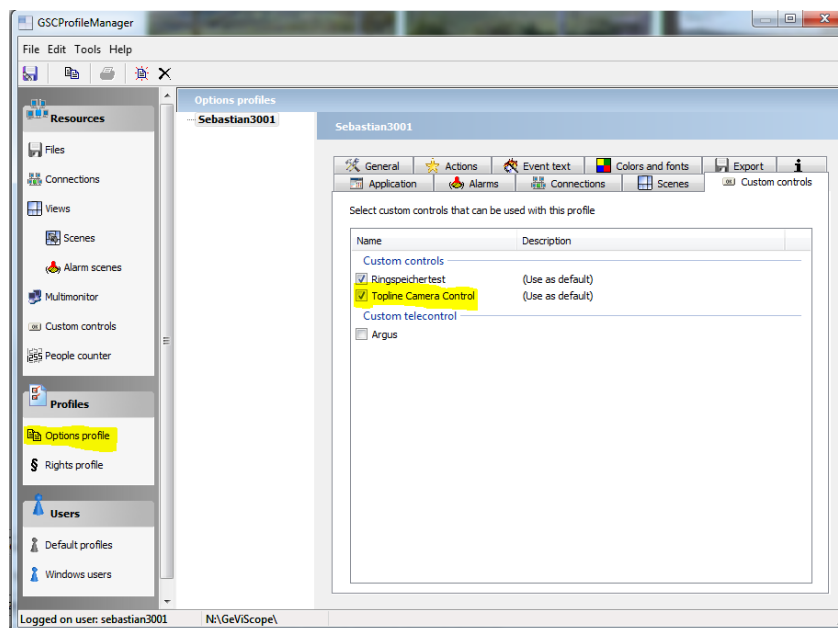 GSCProfileManager
File Edit Tools Help
Resources
Files
Connections
Views
Scenes
Alarm scenes
Multimonitor
Custom controls
People counter
Profiles
Options profile
§ Rights profile
Users
Default profiles
Windows users
Options profiles
Sebastian3001
Sebastian3001
General Actions Event text Colors and fonts Export i
Application Alarms Connections Scenes Custom controls
Select custom controls that can be used with this profile
Name Description
Custom controls
Ringspeichertest (Use as default)
Topline Camera Control (Use as default)
Custom telecontrol
Argus
Logged on user: sebastian3001 N:\GeViScope\